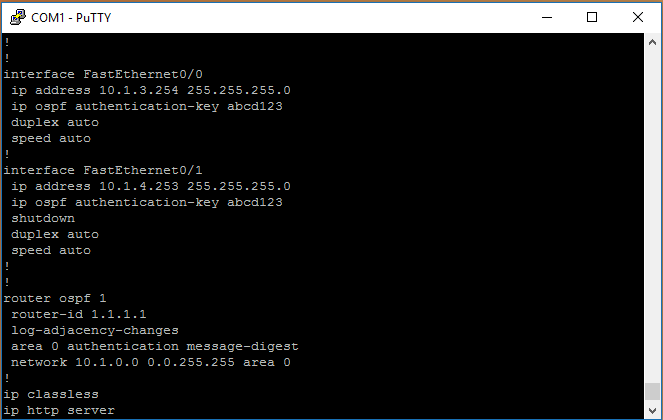 COM1 - PuTTY
!
!
interface FastEthernet0/0
 ip address 10.1.3.254 255.255.255.0
 ip ospf authentication-key abcd123
 duplex auto
 speed auto
!
interface FastEthernet0/1
 ip address 10.1.4.253 255.255.255.0
 ip ospf authentication-key abcd123
 shutdown
 duplex auto
 speed auto
!
!
router ospf 1
 router-id 1.1.1.1
 log-adjacency-changes
 area 0 authentication message-digest
 network 10.1.0.0 0.0.255.255 area 0
!
ip classless
ip http server